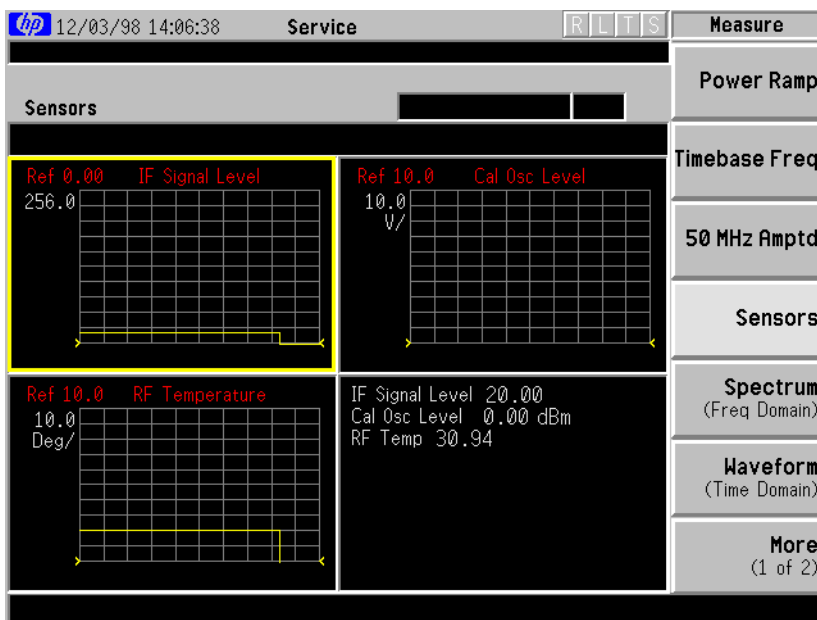 hp 12/03/98 14:06:38 Service R L T S Measure
Power Ramp
Sensors
Timebase Freq
Ref 0.00 IF Signal Level
256.0
Ref 10.0 Cal Osc Level
10.0
V/
50 MHz Amptd
Sensors
Ref 10.0 RF Temperature
10.0
Deg/
IF Signal Level 20.00
Cal Osc Level 0.00 dBm
RF Temp 30.94
Spectrum
(Freq Domain)
Waveform
(Time Domain)
More
(1 of 2)